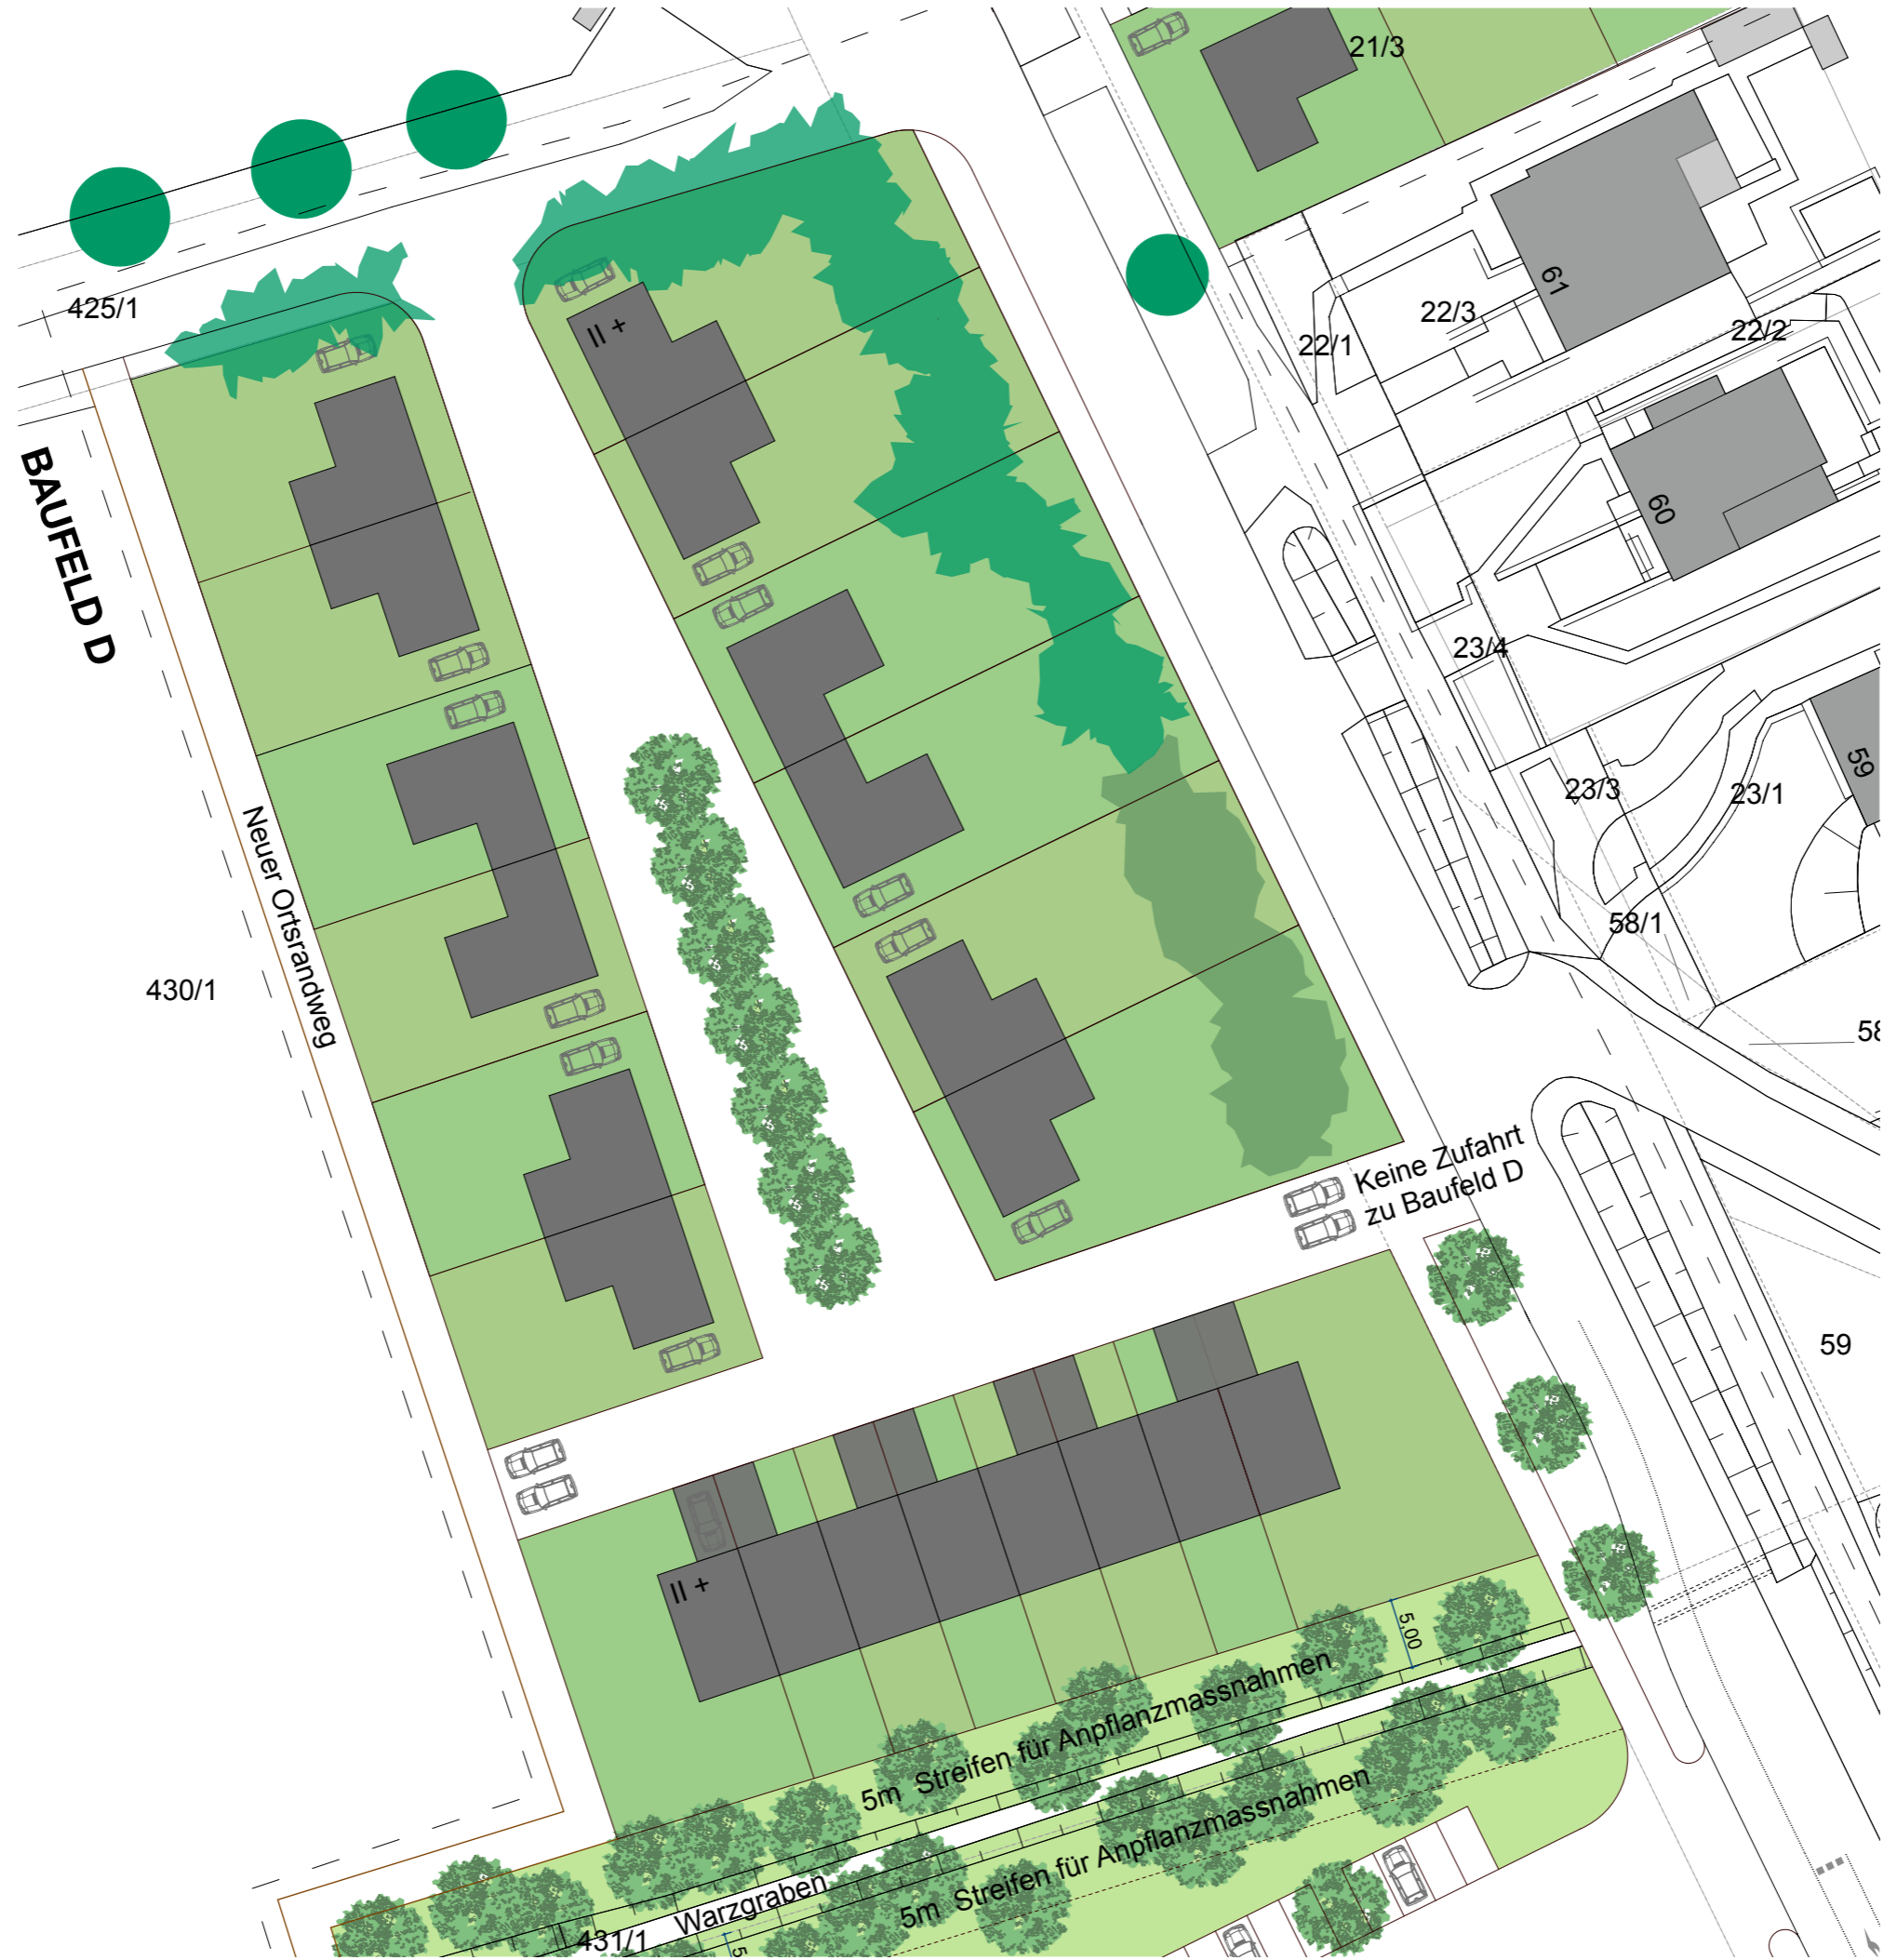 21/3
425/1
II +
61
22/3
22/1
22/2
BAUFELD D
60
23/4
59
23/3
23/1
Neuer Ortsrandweg
58/1
430/1
58
Keine Zufahrt
zu Baufeld D
59
II +
5,00
5m Streifen für Anpflanzmassnahmen
5m Streifen für Anpflanzmassnahmen
Warzgraben
431/1
5